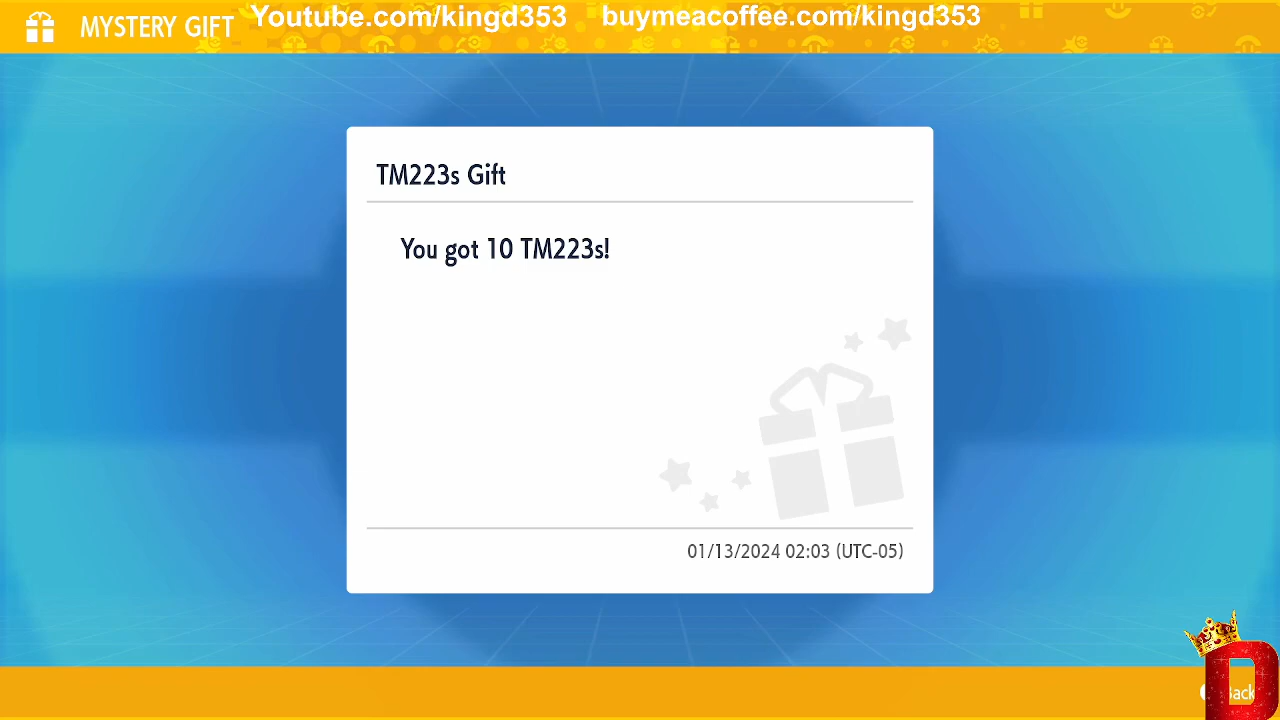 MYSTERY GIFT
Youtube.com/kingd353 buymeacoffee.com/kingd353
TM223s Gift
You got 10 TM223s!
01/13/2024 02:03 (UTC-05)
D